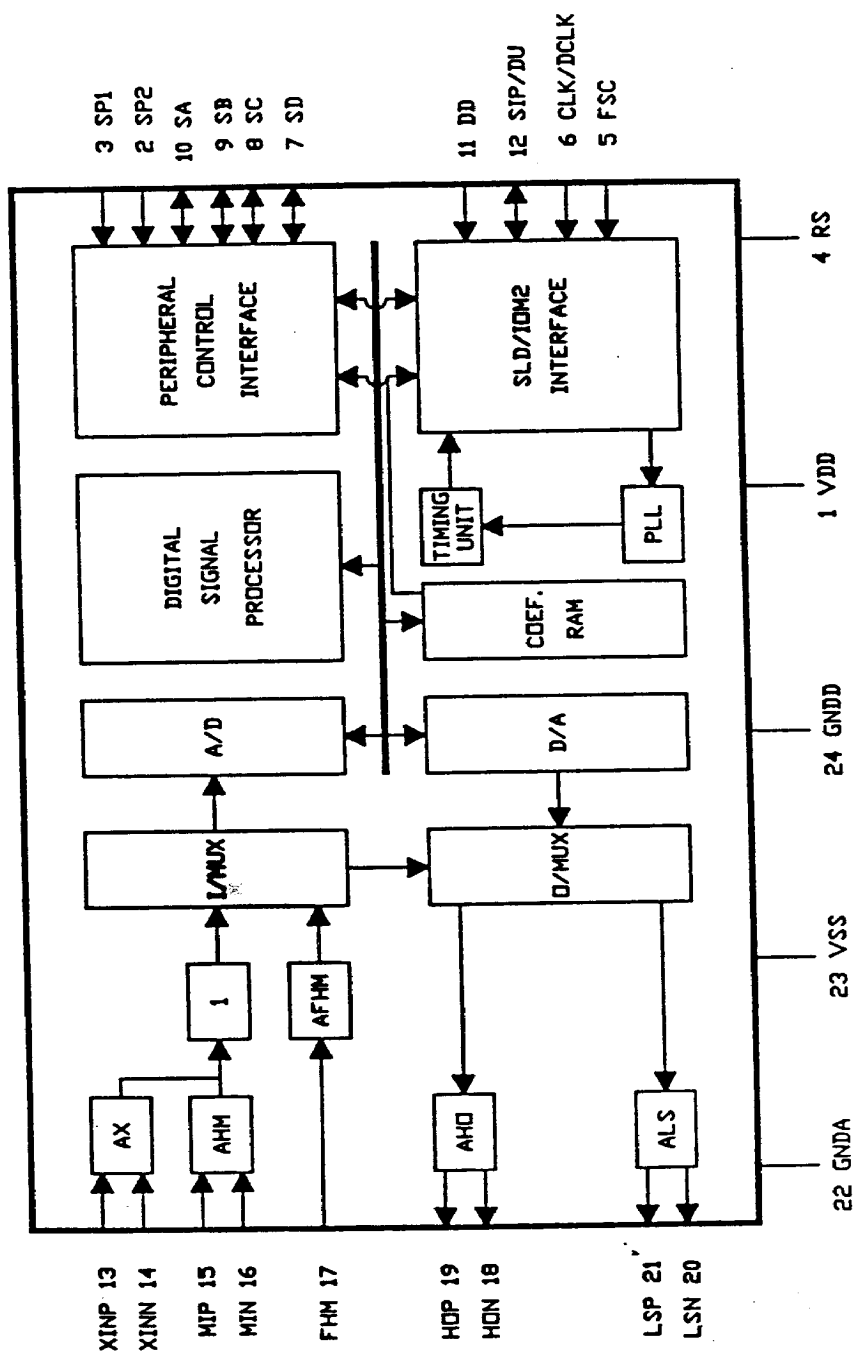 XINP 13
XINN 14
MIP 15
MIN 16
FHM 17
HOP 19
HON 18
LSP 21
LSN 20
AX
AHM
1
AFHM
AHO
ALS
I/MUX
O/MUX
A/D
D/A
DIGITAL
SIGNAL
PROCESSOR
COEF.
RAM
TIMING
UNIT
PLL
PERIPHERAL
CONTROL
INTERFACE
SLD/IOM2
INTERFACE
3 SP1
2 SP2
10 SA
9 SB
8 SC
7 SD
11 DD
12 SIP/DU
6 CLK/DCLK
5 FSC
22 GNDA
23 VSS
24 GNDD
1 VDD
4 RS